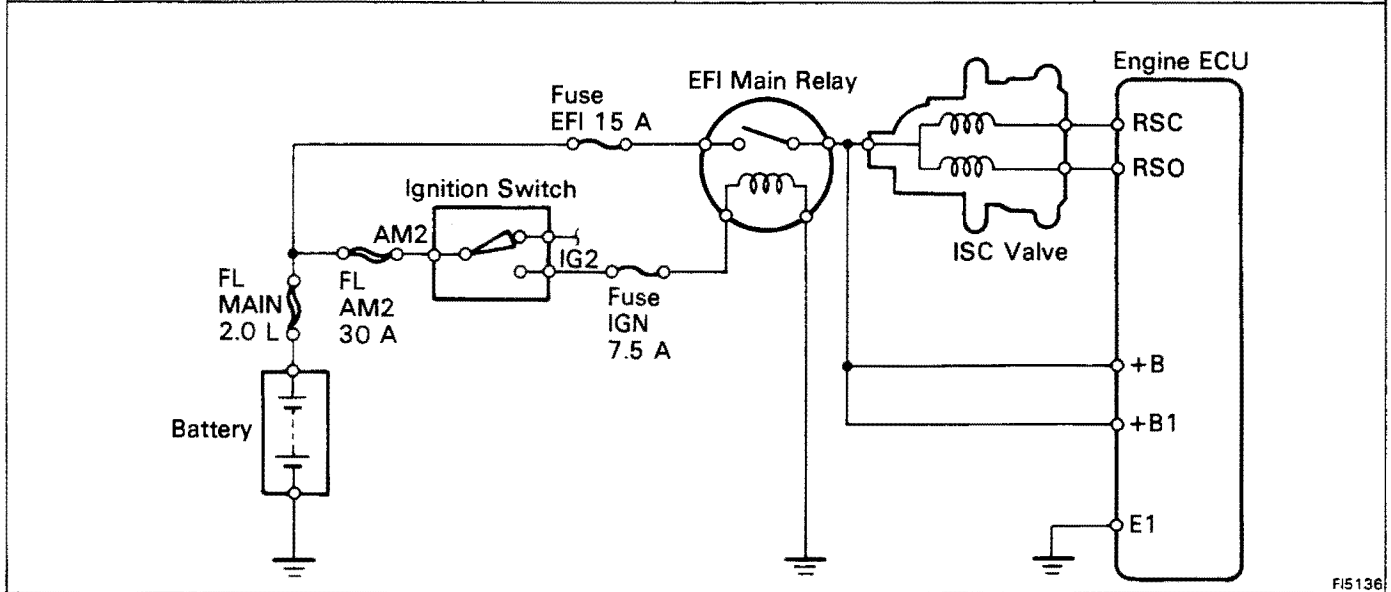 Engine ECU
EFI Main Relay
Fuse
EFI 15 A
RSC
RSO
Ignition Switch
AM2
IG2
ISC Valve
FL
MAIN
2.0 L
FL
AM2
30 A
Fuse
IGN
7.5 A
+B
+B1
Battery
E1
FI5136